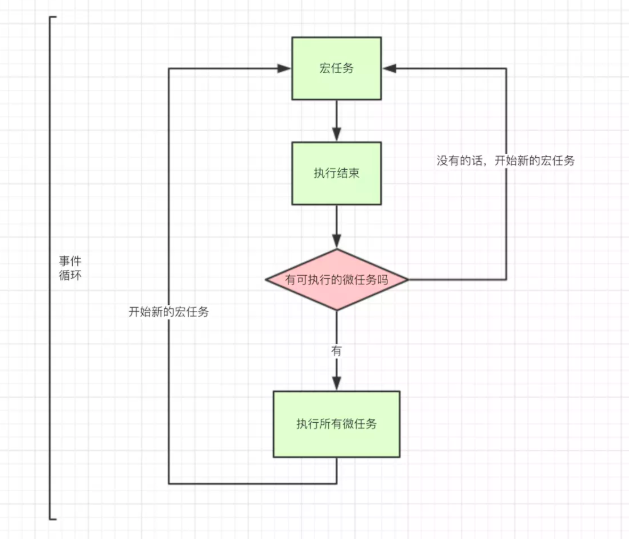 宏任务
执行结束
没有的话，开始新的宏任务
事件
循环
有可执行的微任务吗
开始新的宏任务
有
执行所有微任务